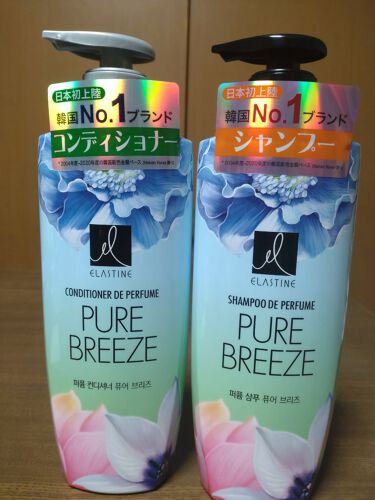 日本初上陸
韓国No.1ブランド
コンディショナー
el
ELASTINE
CONDITIONER DE PERFUME
PURE
BREEZE
퍼퓸 컨디셔너 퓨어 브리즈
日本初上陸
韓国No.1ブランド
シャンプー
el
ELASTINE
SHAMPOO DE PERFUME
PURE
BREEZE
퍼퓸 샴푸 퓨어 브리즈